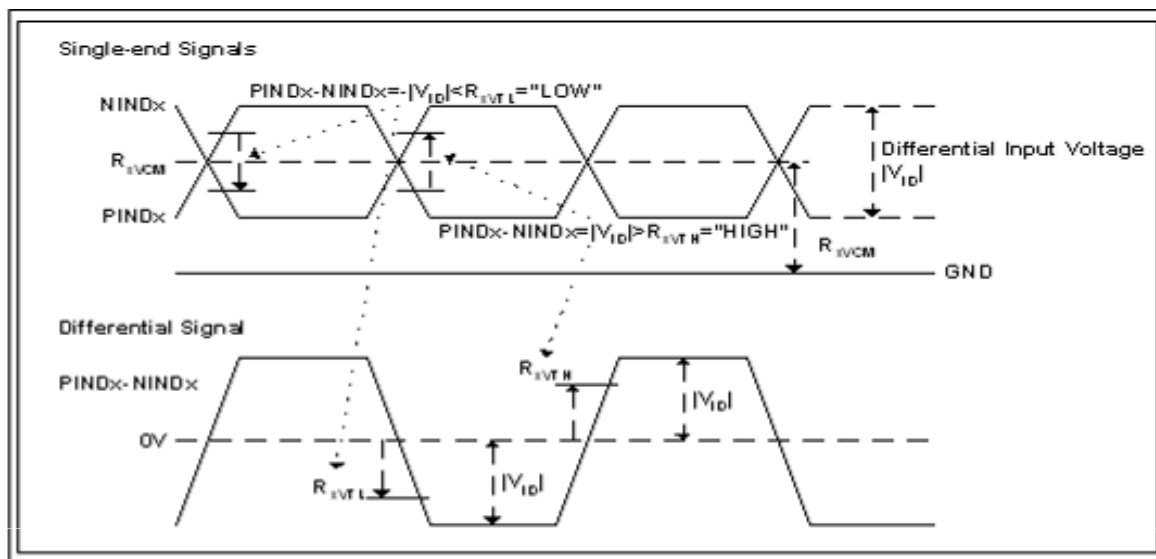 Single-end Signals
PINDx-NINDx=-|VID|<RxVTL="LOW"
NINDx
RxVCM
Differential Input Voltage
|VID|
PINDx
PINDx-NINDx=|VID|>RxVTH="HIGH"
RxVCM
GND
Differential Signal
PINDx-NINDx
RxVTH
|VID|
0V
RxVTL
|VID|